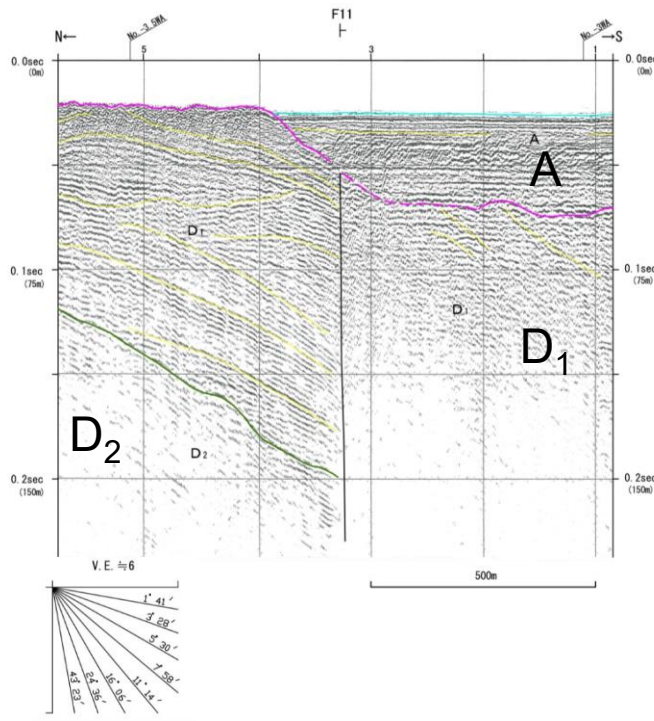 F11
N← No.-3.5WA No.-3WA →S
5 3 1
0.0sec 0.0sec
(0m) (0m)
A
A
D₁
0.1sec 0.1sec
(75m) (75m)
D₁
D₁
D₂
D₂
0.2sec 0.2sec
(150m) (150m)
V.E.≒6
500m
1° 41′
3° 28′
5° 30′
7° 58′
11° 14′
16° 06′
24° 36′
43° 23′